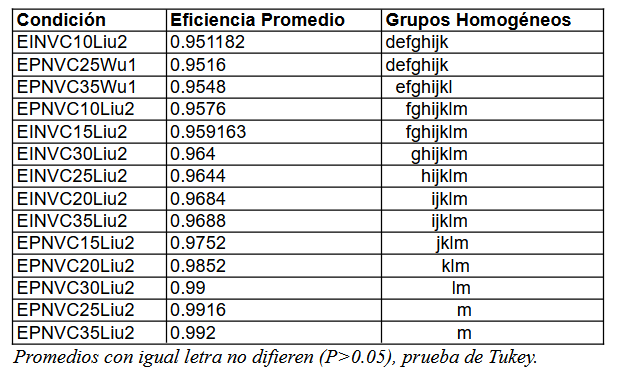 Condición Eficiencia Promedio Grupos Homogéneos
EINVC10Liu2 0.951182 defghijk
EPNVC25Wu1 0.9516 defghijk
EPNVC35Wu1 0.9548 efghijkl
EPNVC10Liu2 0.9576 fghijklm
EINVC15Liu2 0.959163 fghijklm
EINVC30Liu2 0.964 ghijklm
EINVC25Liu2 0.9644 hijklm
EINVC20Liu2 0.9684 ijklm
EINVC35Liu2 0.9688 ijklm
EPNVC15Liu2 0.9752 jklm
EPNVC20Liu2 0.9852 klm
EPNVC30Liu2 0.99 lm
EPNVC25Liu2 0.9916 m
EPNVC35Liu2 0.992 m
Promedios con igual letra no difieren (P>0.05), prueba de Tukey.